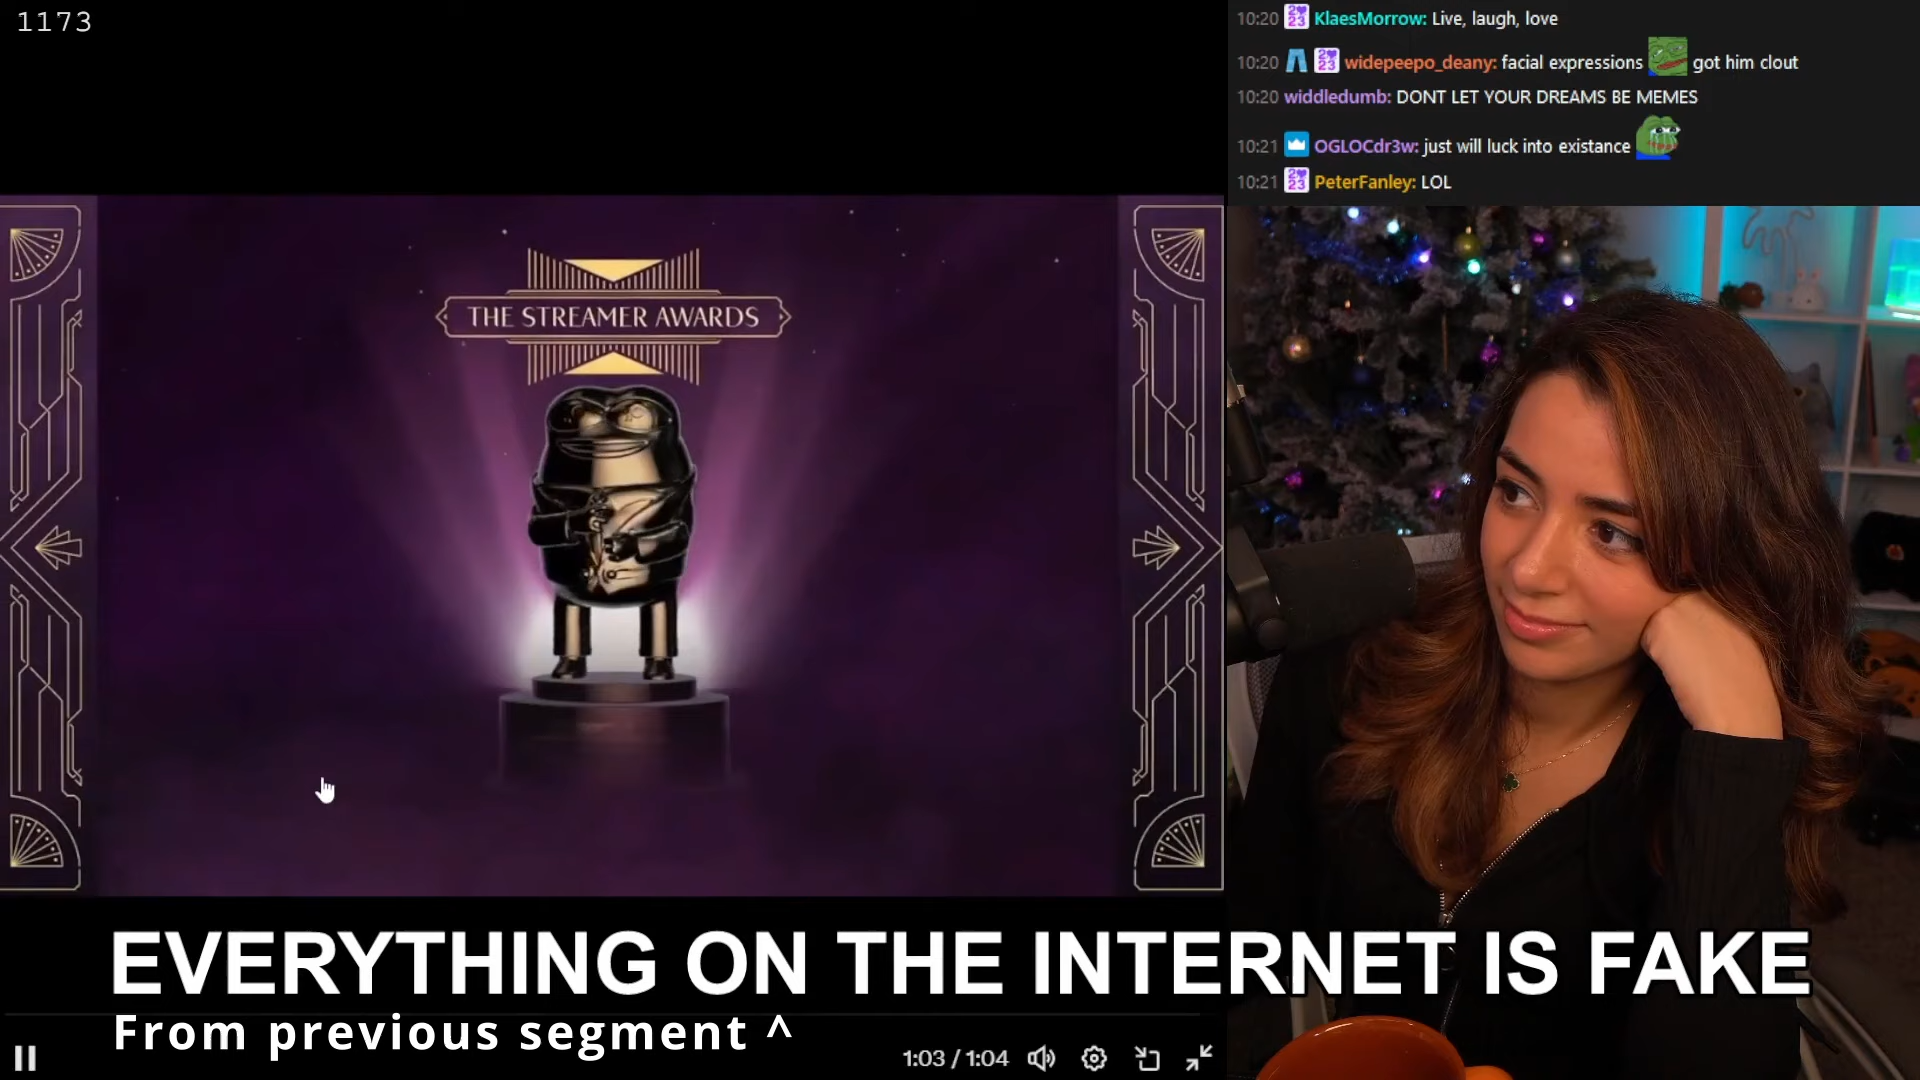 1173
10:20 KlaesMorrow: Live, laugh, love
10:20 widepeepo_deany: facial expressions got him clout
10:20 widdledumb: DONT LET YOUR DREAMS BE MEMES
10:21 OGLOCdr3w: just will luck into existance
10:21 PeterFanley: LOL
THE STREAMER AWARDS
EVERYTHING ON THE INTERNET IS FAKE
From previous segment ^
1:03 / 1:04